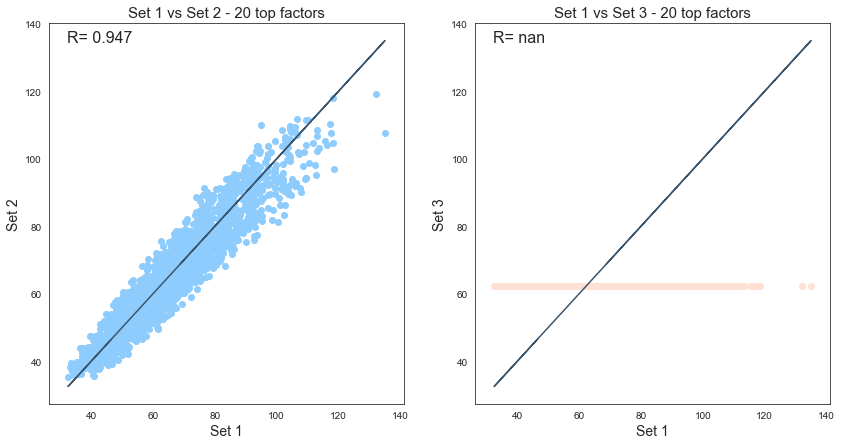 Set 1 vs Set 2 - 20 top factors
R= 0.947
140
120
100
80
60
40
Set 2
40 60 80 100 120 140
Set 1
Set 1 vs Set 3 - 20 top factors
R= nan
140
120
100
80
60
40
Set 3
40 60 80 100 120 140
Set 1